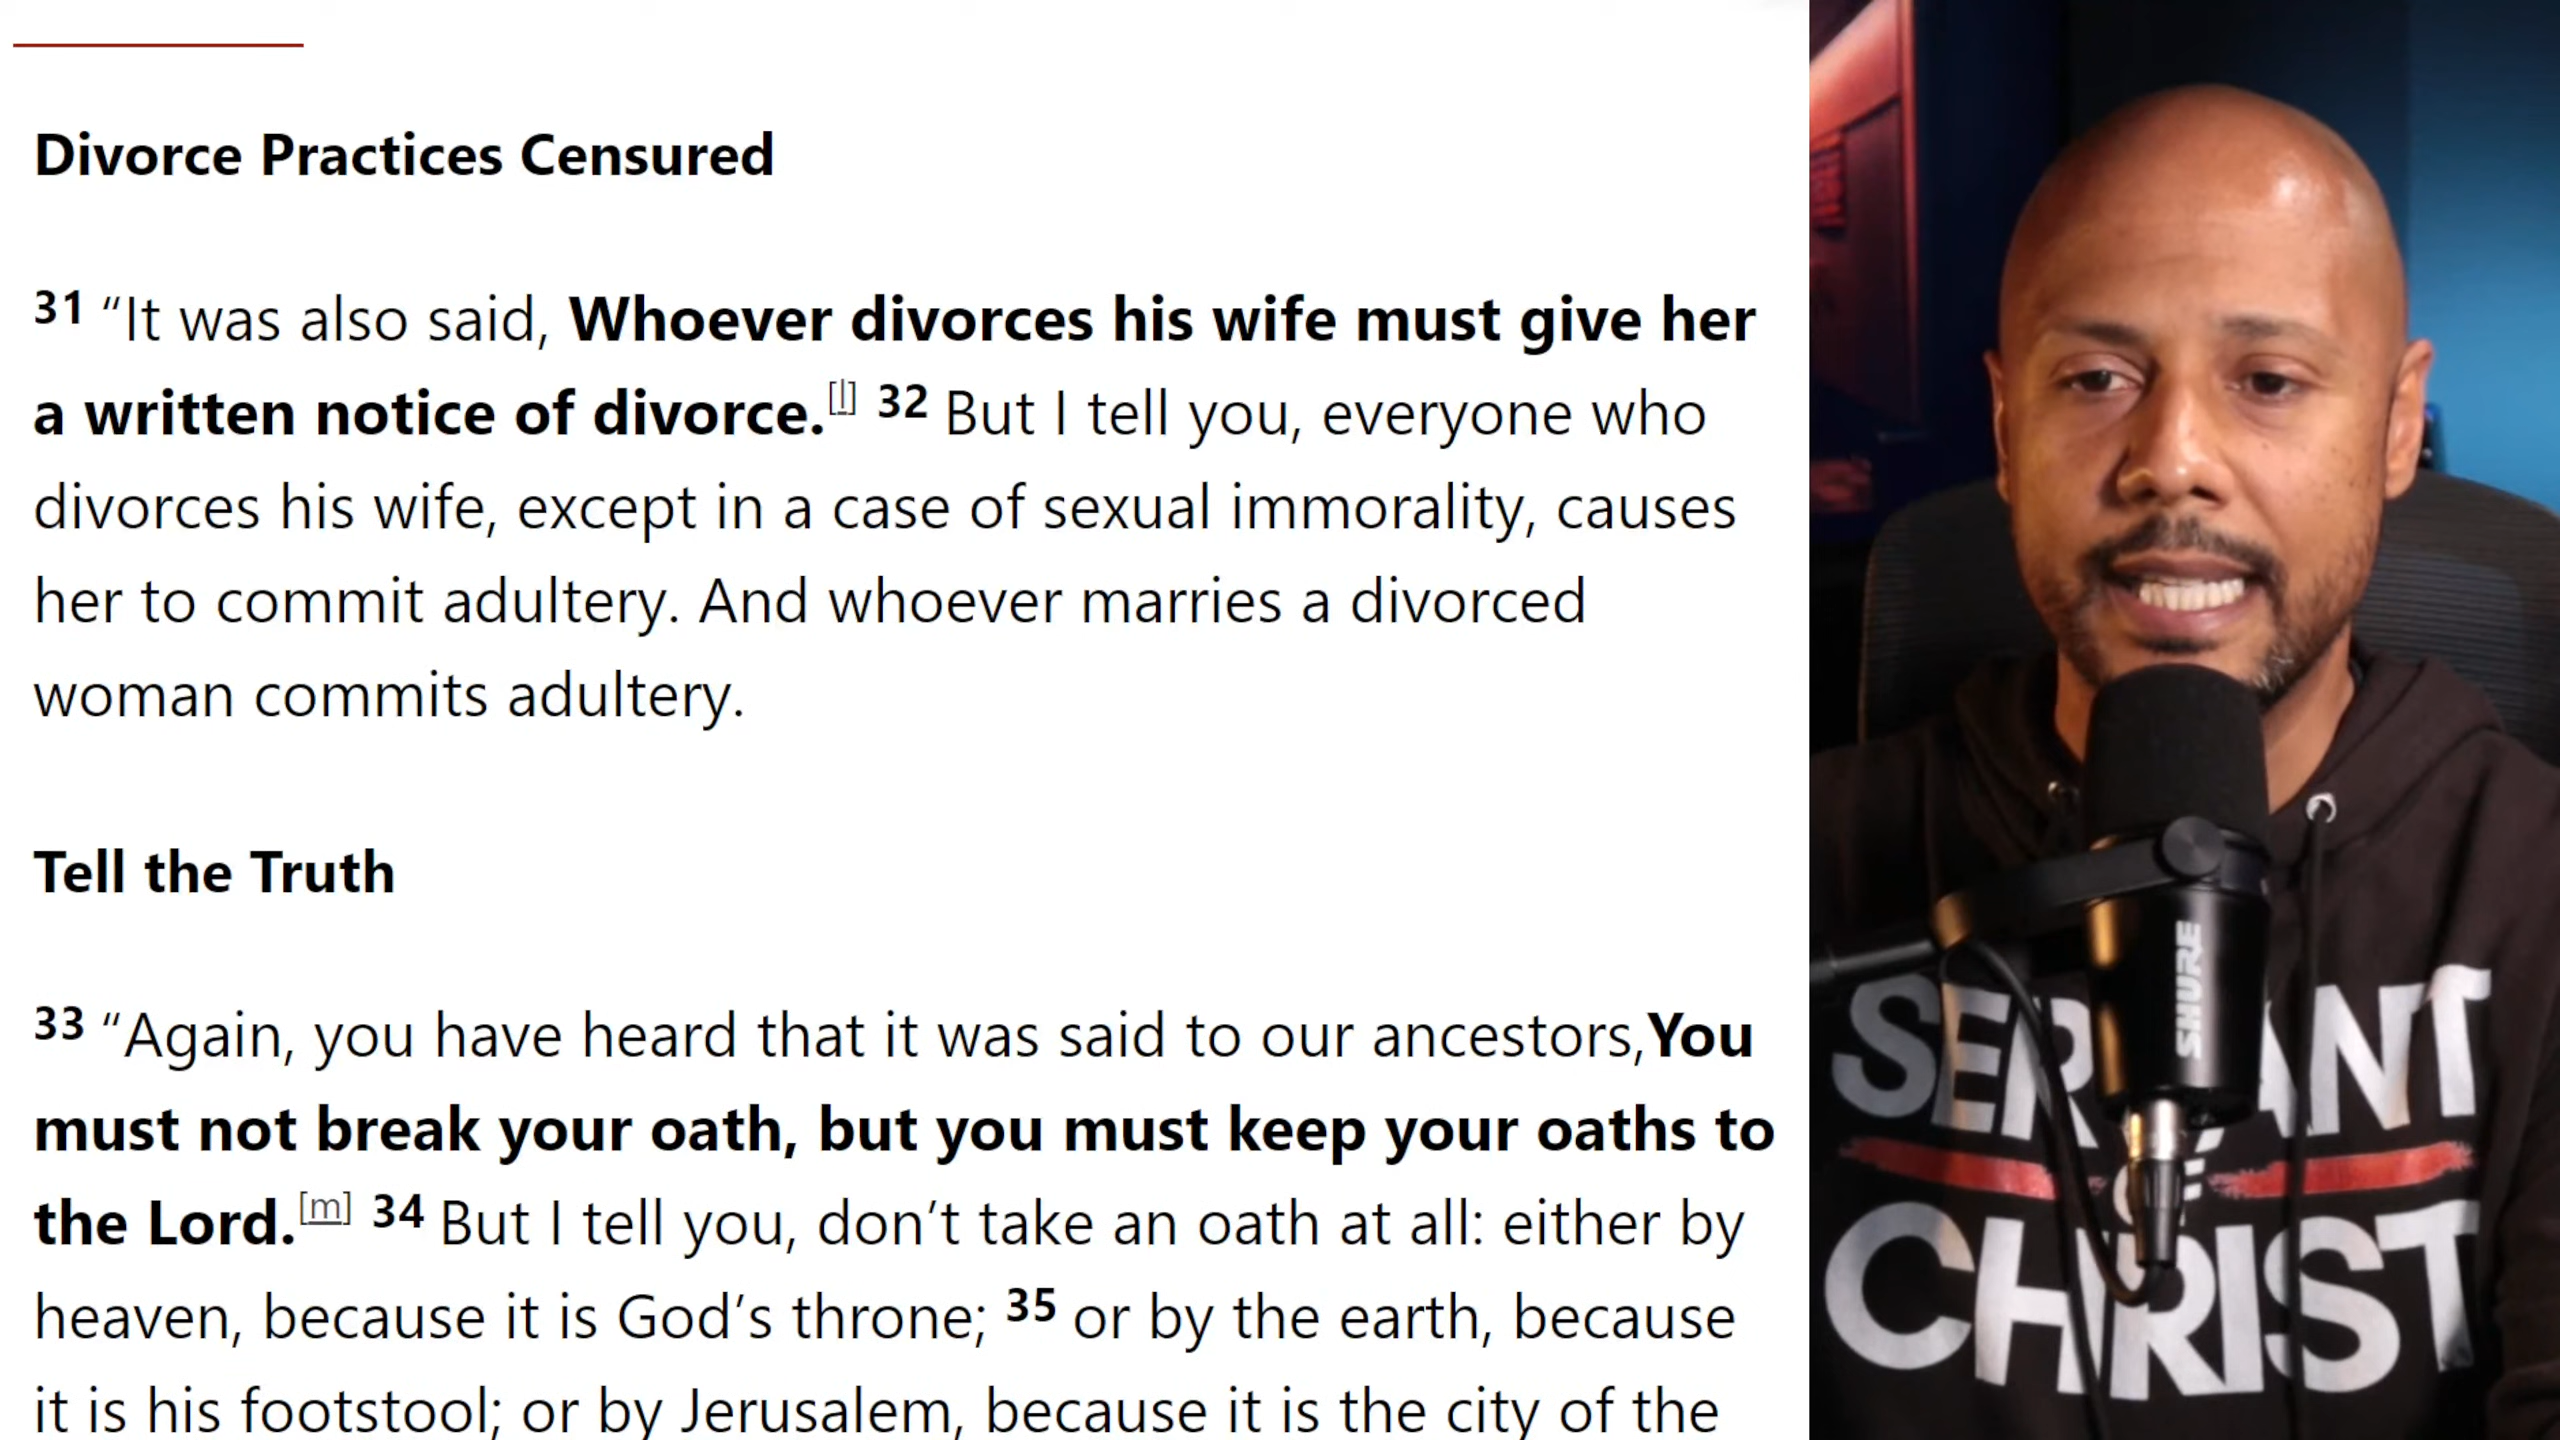 Divorce Practices Censured
31 “It was also said, Whoever divorces his wife must give her
a written notice of divorce.[l] 32 But I tell you, everyone who
divorces his wife, except in a case of sexual immorality, causes
her to commit adultery. And whoever marries a divorced
woman commits adultery.
Tell the Truth
33 “Again, you have heard that it was said to our ancestors,You
must not break your oath, but you must keep your oaths to
the Lord.[m] 34 But I tell you, don’t take an oath at all: either by
heaven, because it is God’s throne; 35 or by the earth, because
it is his footstool; or by Jerusalem, because it is the city of the
SHURE
SERVANT
OF
CHRIST